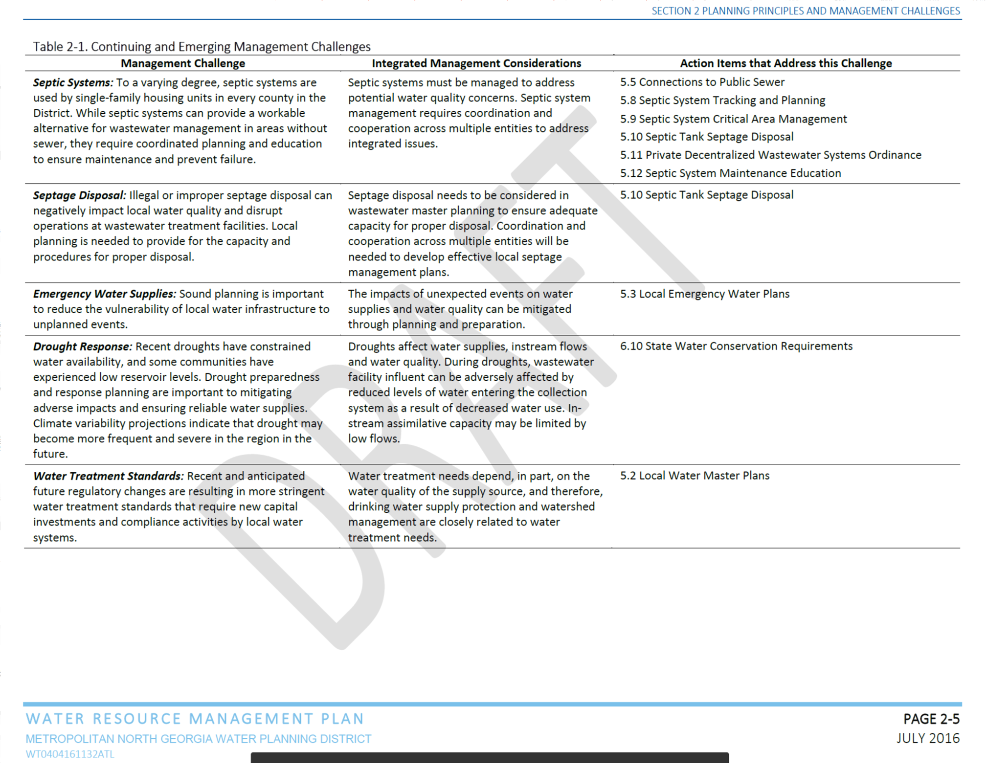 SECTION 2 PLANNING PRINCIPLES AND MANAGEMENT CHALLENGES
Table 2-1. Continuing and Emerging Management Challenges
Management Challenge
Integrated Management Considerations
Action Items that Address this Challenge
Septic Systems: To a varying degree, septic systems are
used by single-family housing units in every county in the
District. While septic systems can provide a workable
alternative for wastewater management in areas without
sewer, they require coordinated planning and education
to ensure maintenance and prevent failure.
Septic systems must be managed to address
potential water quality concerns. Septic system
management requires coordination and
cooperation across multiple entities to address
integrated issues.
5.5 Connections to Public Sewer
5.8 Septic System Tracking and Planning
5.9 Septic System Critical Area Management
5.10 Septic Tank Septage Disposal
5.11 Private Decentralized Wastewater Systems Ordinance
5.12 Septic System Maintenance Education
Septage Disposal: Illegal or improper septage disposal can
negatively impact local water quality and disrupt
operations at wastewater treatment facilities. Local
planning is needed to provide for the capacity and
procedures for proper disposal.
Septage disposal needs to be considered in
wastewater master planning to ensure adequate
capacity for proper disposal. Coordination and
cooperation across multiple entities will be
needed to develop effective local septage
management plans.
5.10 Septic Tank Septage Disposal
Emergency Water Supplies: Sound planning is important
to reduce the vulnerability of local water infrastructure to
unplanned events.
The impacts of unexpected events on water
supplies and water quality can be mitigated
through planning and preparation.
5.3 Local Emergency Water Plans
Drought Response: Recent droughts have constrained
water availability, and some communities have
experienced low reservoir levels. Drought preparedness
and response planning are important to mitigating
adverse impacts and ensuring reliable water supplies.
Climate variability projections indicate that drought may
become more frequent and severe in the region in the
future.
Droughts affect water supplies, instream flows
and water quality. During droughts, wastewater
facility influent can be adversely affected by
reduced levels of water entering the collection
system as a result of decreased water use. In-
stream assimilative capacity may be limited by
low flows.
6.10 State Water Conservation Requirements
Water Treatment Standards: Recent and anticipated
future regulatory changes are resulting in more stringent
water treatment standards that require new capital
investments and compliance activities by local water
systems.
Water treatment needs depend, in part, on the
water quality of the supply source, and therefore,
drinking water supply protection and watershed
management are closely related to water
treatment needs.
5.2 Local Water Master Plans
DRAFT
WATER RESOURCE MANAGEMENT PLAN
METROPOLITAN NORTH GEORGIA WATER PLANNING DISTRICT
WT0404161132ATL
PAGE 2-5
JULY 2016